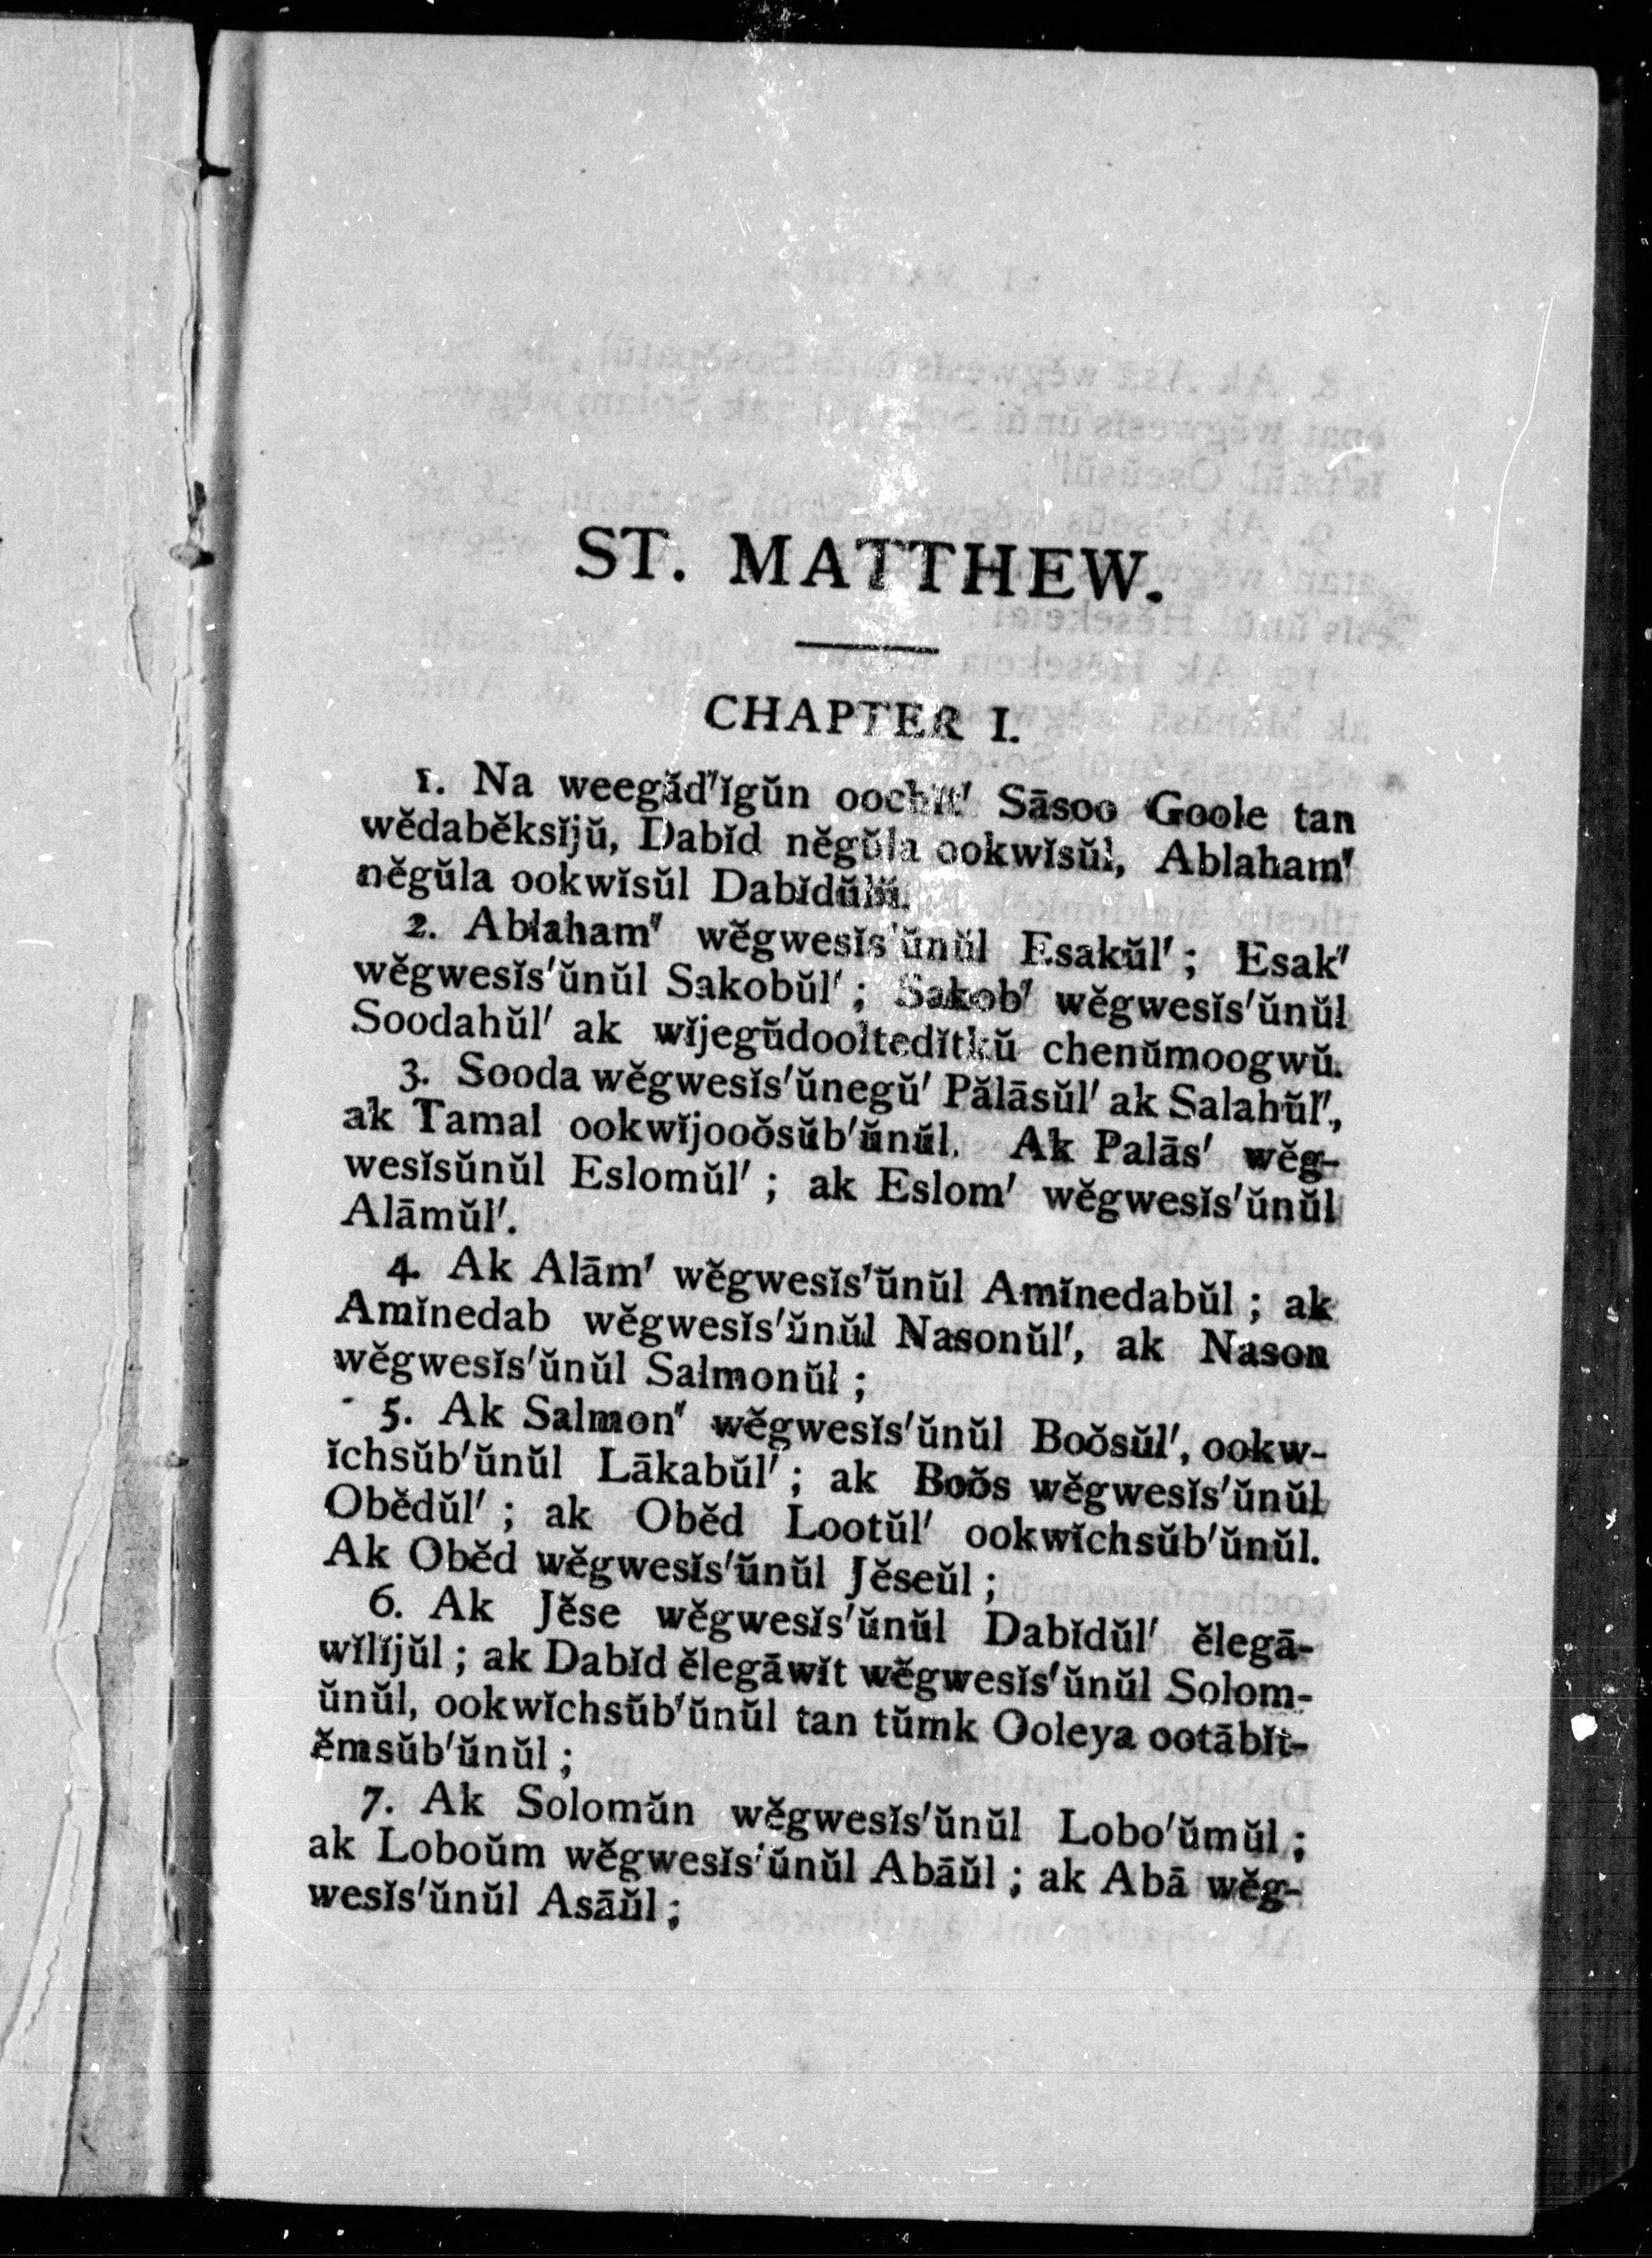 ST. MATTHEW.
CHAPTER I.
1. Na weegăd′ĭgŭn oochĭt′ Sāsoo Goole tan
wĕdabĕksĭjŭ, Dabĭd nĕgŭla ookwĭsŭl, Ablaham′
nĕgŭla ookwĭsŭl
2. Ablaham′ wĕgwesĭs′ŭnŭl Esakŭl′; Esak′
wĕgwesĭs′ŭnŭl Sakobŭl′; Sakob′ wĕgwesĭs′ŭnŭl
Soodahŭl′ ak wĭjegŭdooltedĭtkŭ chenŭmoogwŭ.
3. Sooda wĕgwesĭs′ŭnegŭ′ Pălāsŭl′ ak Salahŭl′,
ak Tamal ookwĭjooŏsŭb′ŭnŭl. Ak Palās′ wĕg-
wesĭsŭnŭl Eslomŭl′; ak Eslom′ wĕgwesĭs′ŭnŭl
Alāmŭl′.
4. Ak Alām′ wĕgwesĭs′ŭnŭl Amĭnedabŭl; ak
Amĭnedab wĕgwesĭs′ŭnŭl Nasonŭl′, ak Nason
wĕgwesĭs′ŭnŭl Salmonŭl;
5. Ak Salmon′ wĕgwesĭs′ŭnŭl Boŏsŭl′, ookw-
ĭchsŭb′ŭnŭl Lākabŭl′; ak Boŏs wĕgwesĭs′ŭnŭl
Obĕdŭl′; ak Obĕd Lootŭl′ ookwĭchsŭb′ŭnŭl.
Ak Obĕd wĕgwesĭs′ŭnŭl Jĕseŭl;
6. Ak Jĕse wĕgwesĭs′ŭnŭl Dabĭdŭl′ ĕlegā-
wĭlĭjŭl; ak Dabĭd ĕlegāwĭt wĕgwesĭs′ŭnŭl Solom-
ŭnŭl, ookwĭchsŭb′ŭnŭl tan tŭmk Ooleya ootābĭt-
ĕmsŭb′ŭnŭl;
7. Ak Solomŭn wĕgwesĭs′ŭnŭl Lobo′ŭmŭl;
ak Loboŭm wĕgwesĭs′ŭnŭl Abāŭl; ak Abā wĕg-
wesĭs′ŭnŭl Asāŭl;